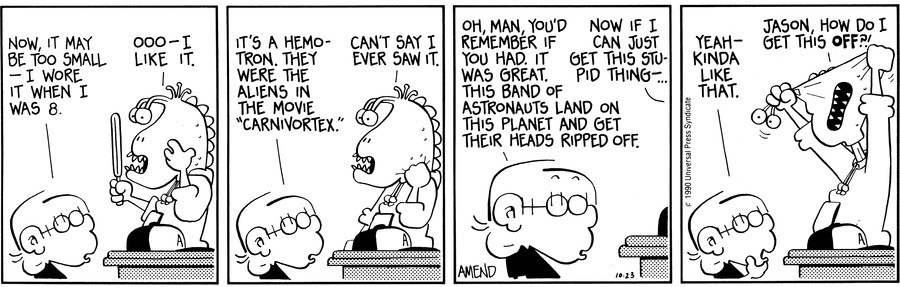 NOW, IT MAY
BE TOO SMALL
— I WORE
IT WHEN I
WAS 8.
OOO — I
LIKE IT.
A
IT'S A HEMO-
TRON. THEY
WERE THE
ALIENS IN
THE MOVIE
"CARNIVORTEX."
CAN'T SAY I
EVER SAW IT.
A
OH, MAN, YOU'D
REMEMBER IF
YOU HAD. IT
WAS GREAT.
THIS BAND OF
ASTRONAUTS LAND ON
THIS PLANET AND GET
THEIR HEADS RIPPED OFF.
NOW IF I
CAN JUST
GET THIS STU-
PID THING—...
AMEND
10-23
© 1990 Universal Press Syndicate
YEAH—
KINDA
LIKE
THAT.
JASON, HOW DO I
GET THIS OFF?!
A